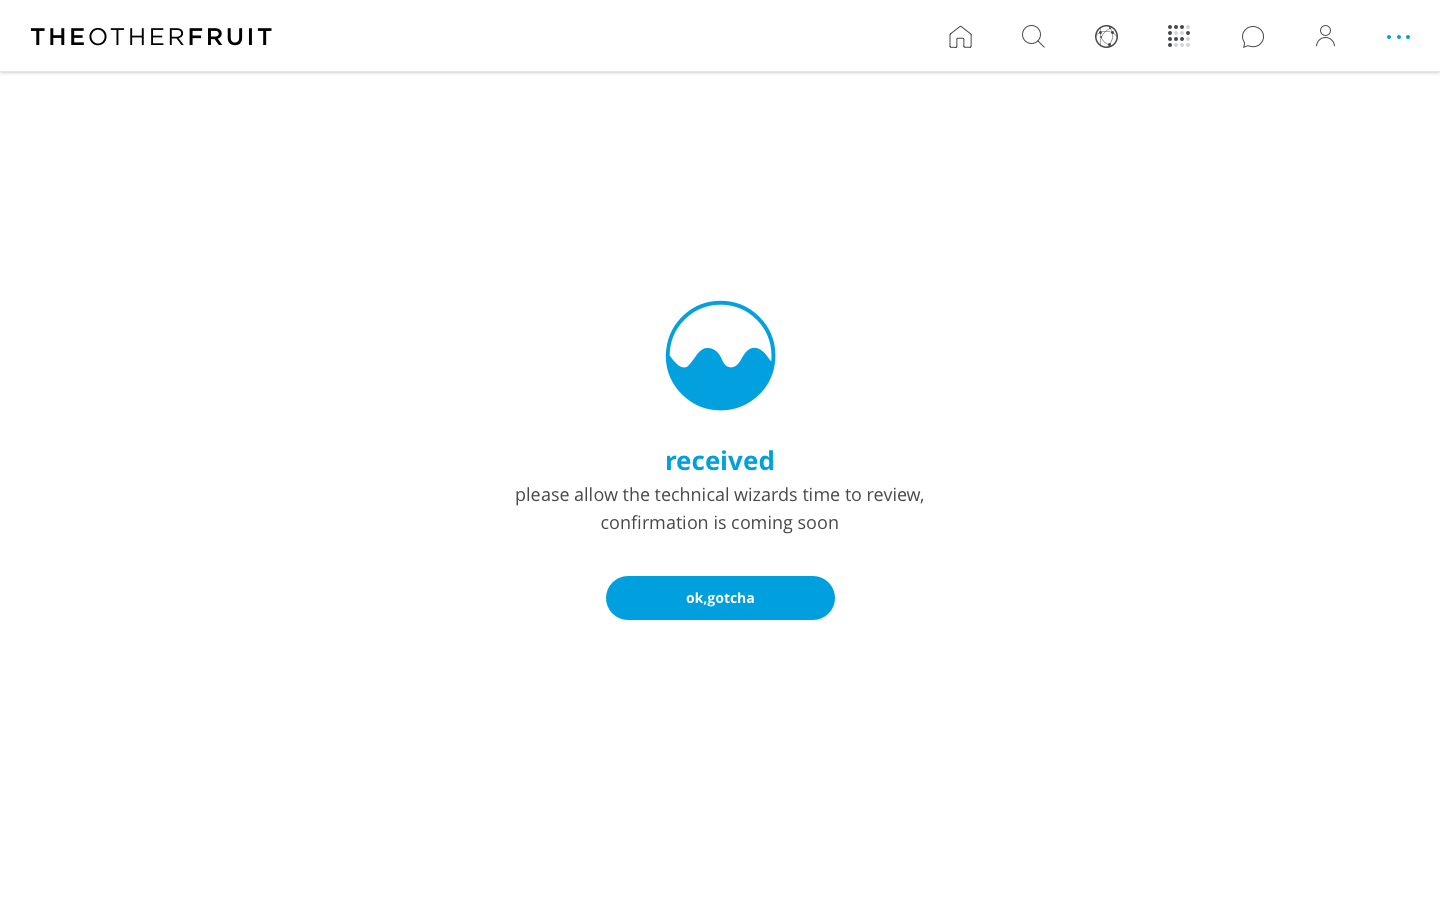 THEOTHERFRUIT
received
please allow the technical wizards time to review,
confirmation is coming soon
ok,gotcha